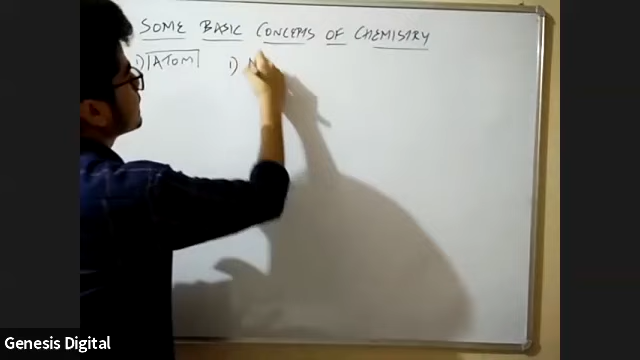 SOME BASIC CONCEPTS OF CHEMISTRY
1) ATOM 1)
Genesis Digital